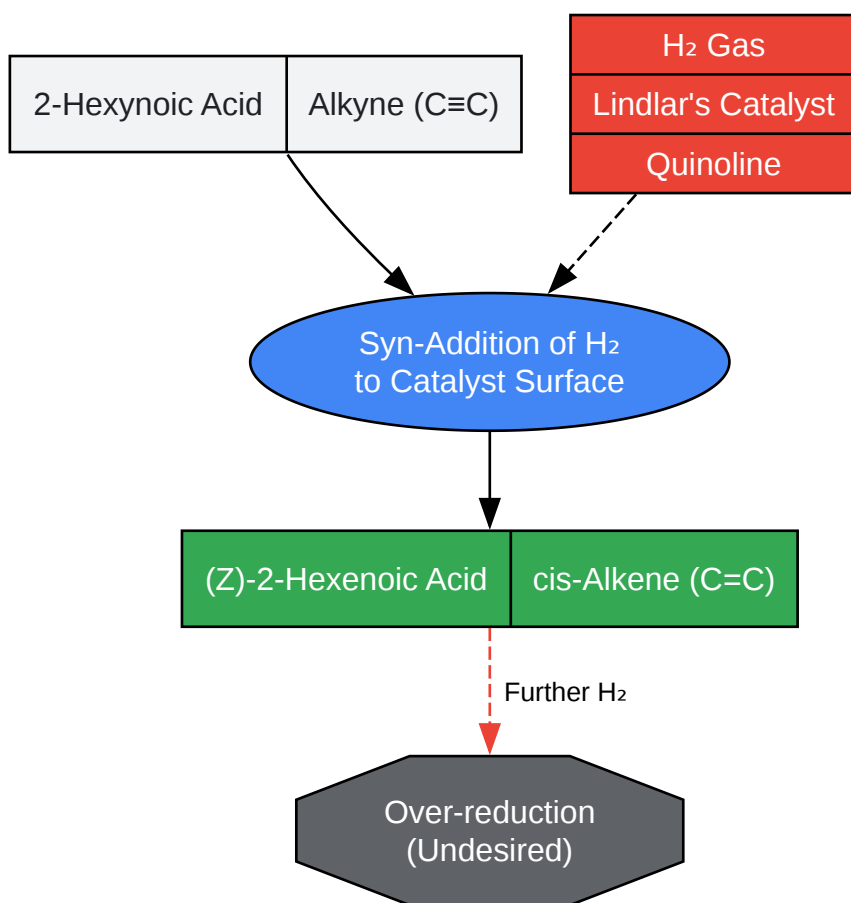 2-Hexynoic Acid
Alkyne (C≡C)
H₂ Gas
Lindlar's Catalyst
Quinoline
Syn-Addition of H₂
to Catalyst Surface
(Z)-2-Hexenoic Acid
cis-Alkene (C=C)
Further H₂
Over-reduction
(Undesired)